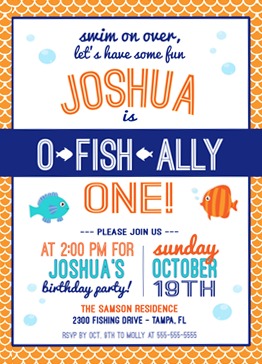 swim on over,
let's have some fun
JOSHUA
is
O-FISH-ALLY
ONE!
--- PLEASE JOIN US ---
AT 2:00 PM FOR
JOSHUA'S
birthday party!
sunday
OCTOBER
19TH
THE SAMSON RESIDENCE
2300 FISHING DRIVE - TAMPA, FL
RSVP BY OCT. 6TH TO MOLLY AT 555-555-5555